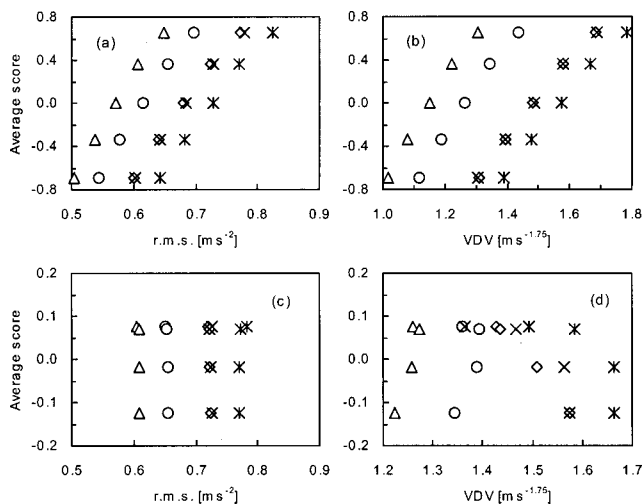 Average score
0.8
0.4
0.0
-0.4
-0.8
(a)
0.5 0.6 0.7 0.8 0.9
r.m.s. [m s⁻²]
0.8
0.4
0.0
-0.4
-0.8
(b)
1.0 1.2 1.4 1.6 1.8
VDV [m s⁻¹·⁷⁵]
Average score
0.2
0.1
0.0
-0.1
-0.2
(c)
0.5 0.6 0.7 0.8 0.9
r.m.s. [m s⁻²]
0.2
0.1
0.0
-0.1
-0.2
(d)
1.2 1.3 1.4 1.5 1.6 1.7
VDV [m s⁻¹·⁷⁵]